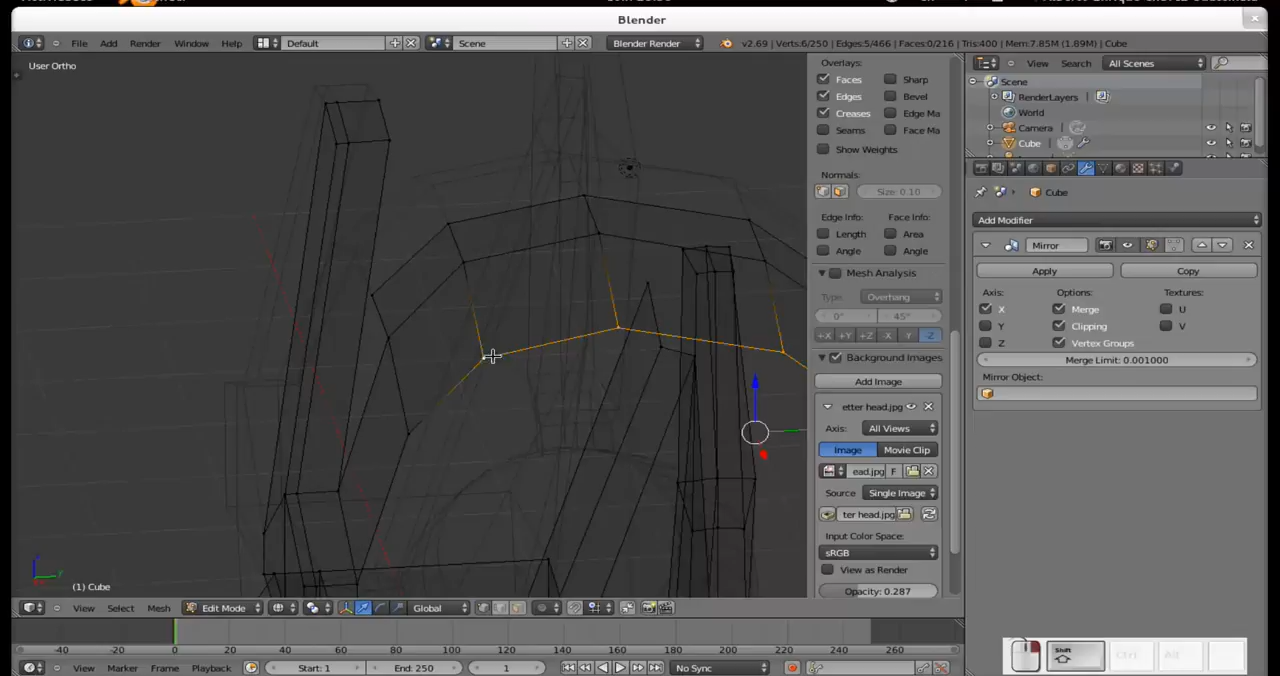 Blender
File Add Render Window Help Default Scene Blender Render v2.69 | Verts:6/250 | Edges:5/466 | Faces:0/216 | Tris:400 | Mem:7.85M (1.89M) | Cube
View Search All Scenes
User Ortho
Overlays:
Faces Sharp
Edges Bevel
Creases Edge Ma
Seams Face Ma
Show Weights
Normals:
Size: 0.10
Edge Info: Face Info:
Length Area
Angle Angle
Mesh Analysis
Type: Overhang
0° 45°
+X +Y +Z -X -Y -Z
Background Images
Add Image
etter head.jpg
Axis: All Views
Image Movie Clip
ead.jpg F
Source Single Image
ter head.jpg
Input Color Space:
sRGB
View as Render
Opacity: 0.287
Scene
RenderLayers
World
Camera
Cube
Cube
Add Modifier
Mirror
Apply Copy
Axis: Options: Textures:
X Merge U
Y Clipping V
Z Vertex Groups
Merge Limit: 0.001000
Mirror Object:
(1) Cube
View Select Mesh Edit Mode Global
-40 -20 0 20 40 60 80 100 120 140 160 180 200 220 240 260
View Marker Frame Playback Start: 1 End: 250 1 No Sync
Shift Ctrl Alt